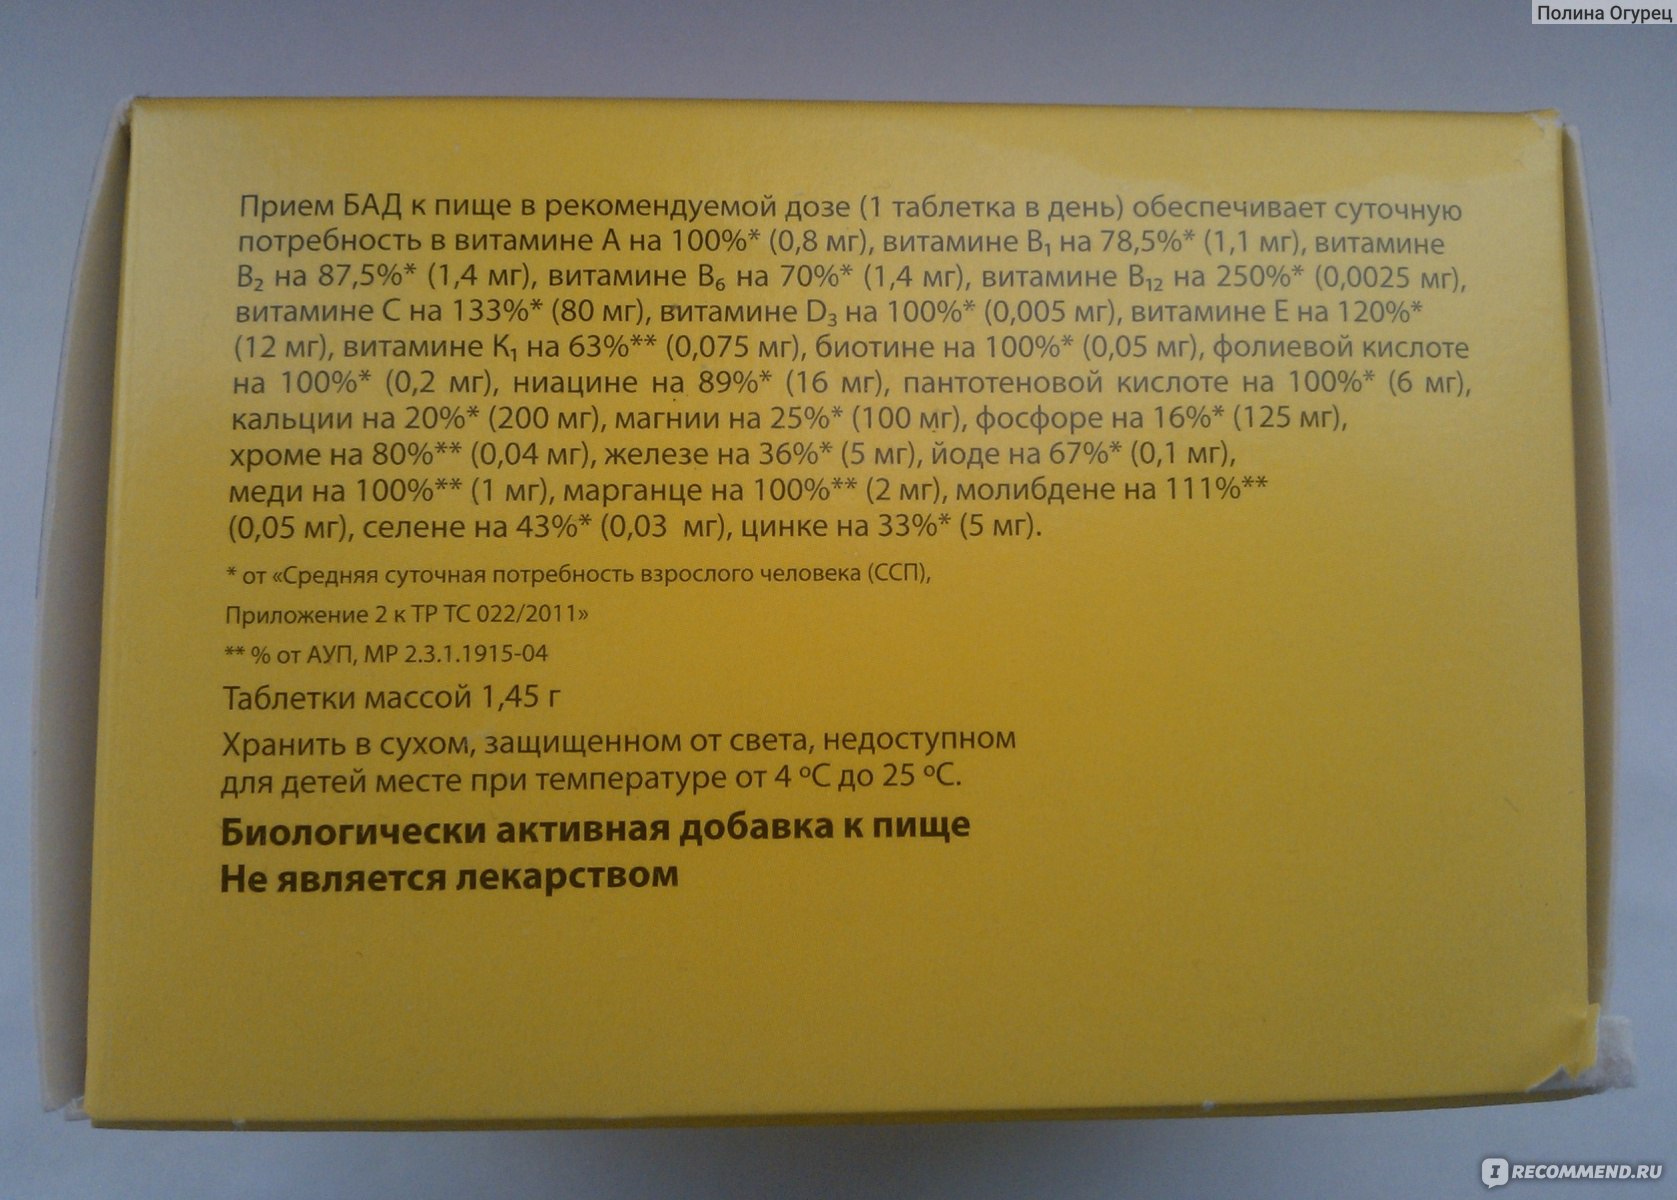 Полина Огурец
Прием БАД к пище в рекомендуемой дозе (1 таблетка в день) обеспечивает суточную
потребность в витамине А на 100%* (0,8 мг), витамине B₁ на 78,5%* (1,1 мг), витамине
B₂ на 87,5%* (1,4 мг), витамине B₆ на 70%* (1,4 мг), витамине B₁₂ на 250%* (0,0025 мг),
витамине С на 133%* (80 мг), витамине D₃ на 100%* (0,005 мг), витамине Е на 120%*
(12 мг), витамине K₁ на 63%** (0,075 мг), биотине на 100%* (0,05 мг), фолиевой кислоте
на 100%* (0,2 мг), ниацине на 89%* (16 мг), пантотеновой кислоте на 100%* (6 мг),
кальции на 20%* (200 мг), магнии на 25%* (100 мг), фосфоре на 16%* (125 мг),
хроме на 80%** (0,04 мг), железе на 36%* (5 мг), йоде на 67%* (0,1 мг),
меди на 100%** (1 мг), марганце на 100%** (2 мг), молибдене на 111%**
(0,05 мг), селене на 43%* (0,03 мг), цинке на 33%* (5 мг).
* от «Средняя суточная потребность взрослого человека (ССП),
Приложение 2 к ТР ТС 022/2011»
** % от АУП, МР 2.3.1.1915-04
Таблетки массой 1,45 г
Хранить в сухом, защищенном от света, недоступном
для детей месте при температуре от 4 ºС до 25 ºС.
Биологически активная добавка к пище
Не является лекарством
IRECOMMEND.RU